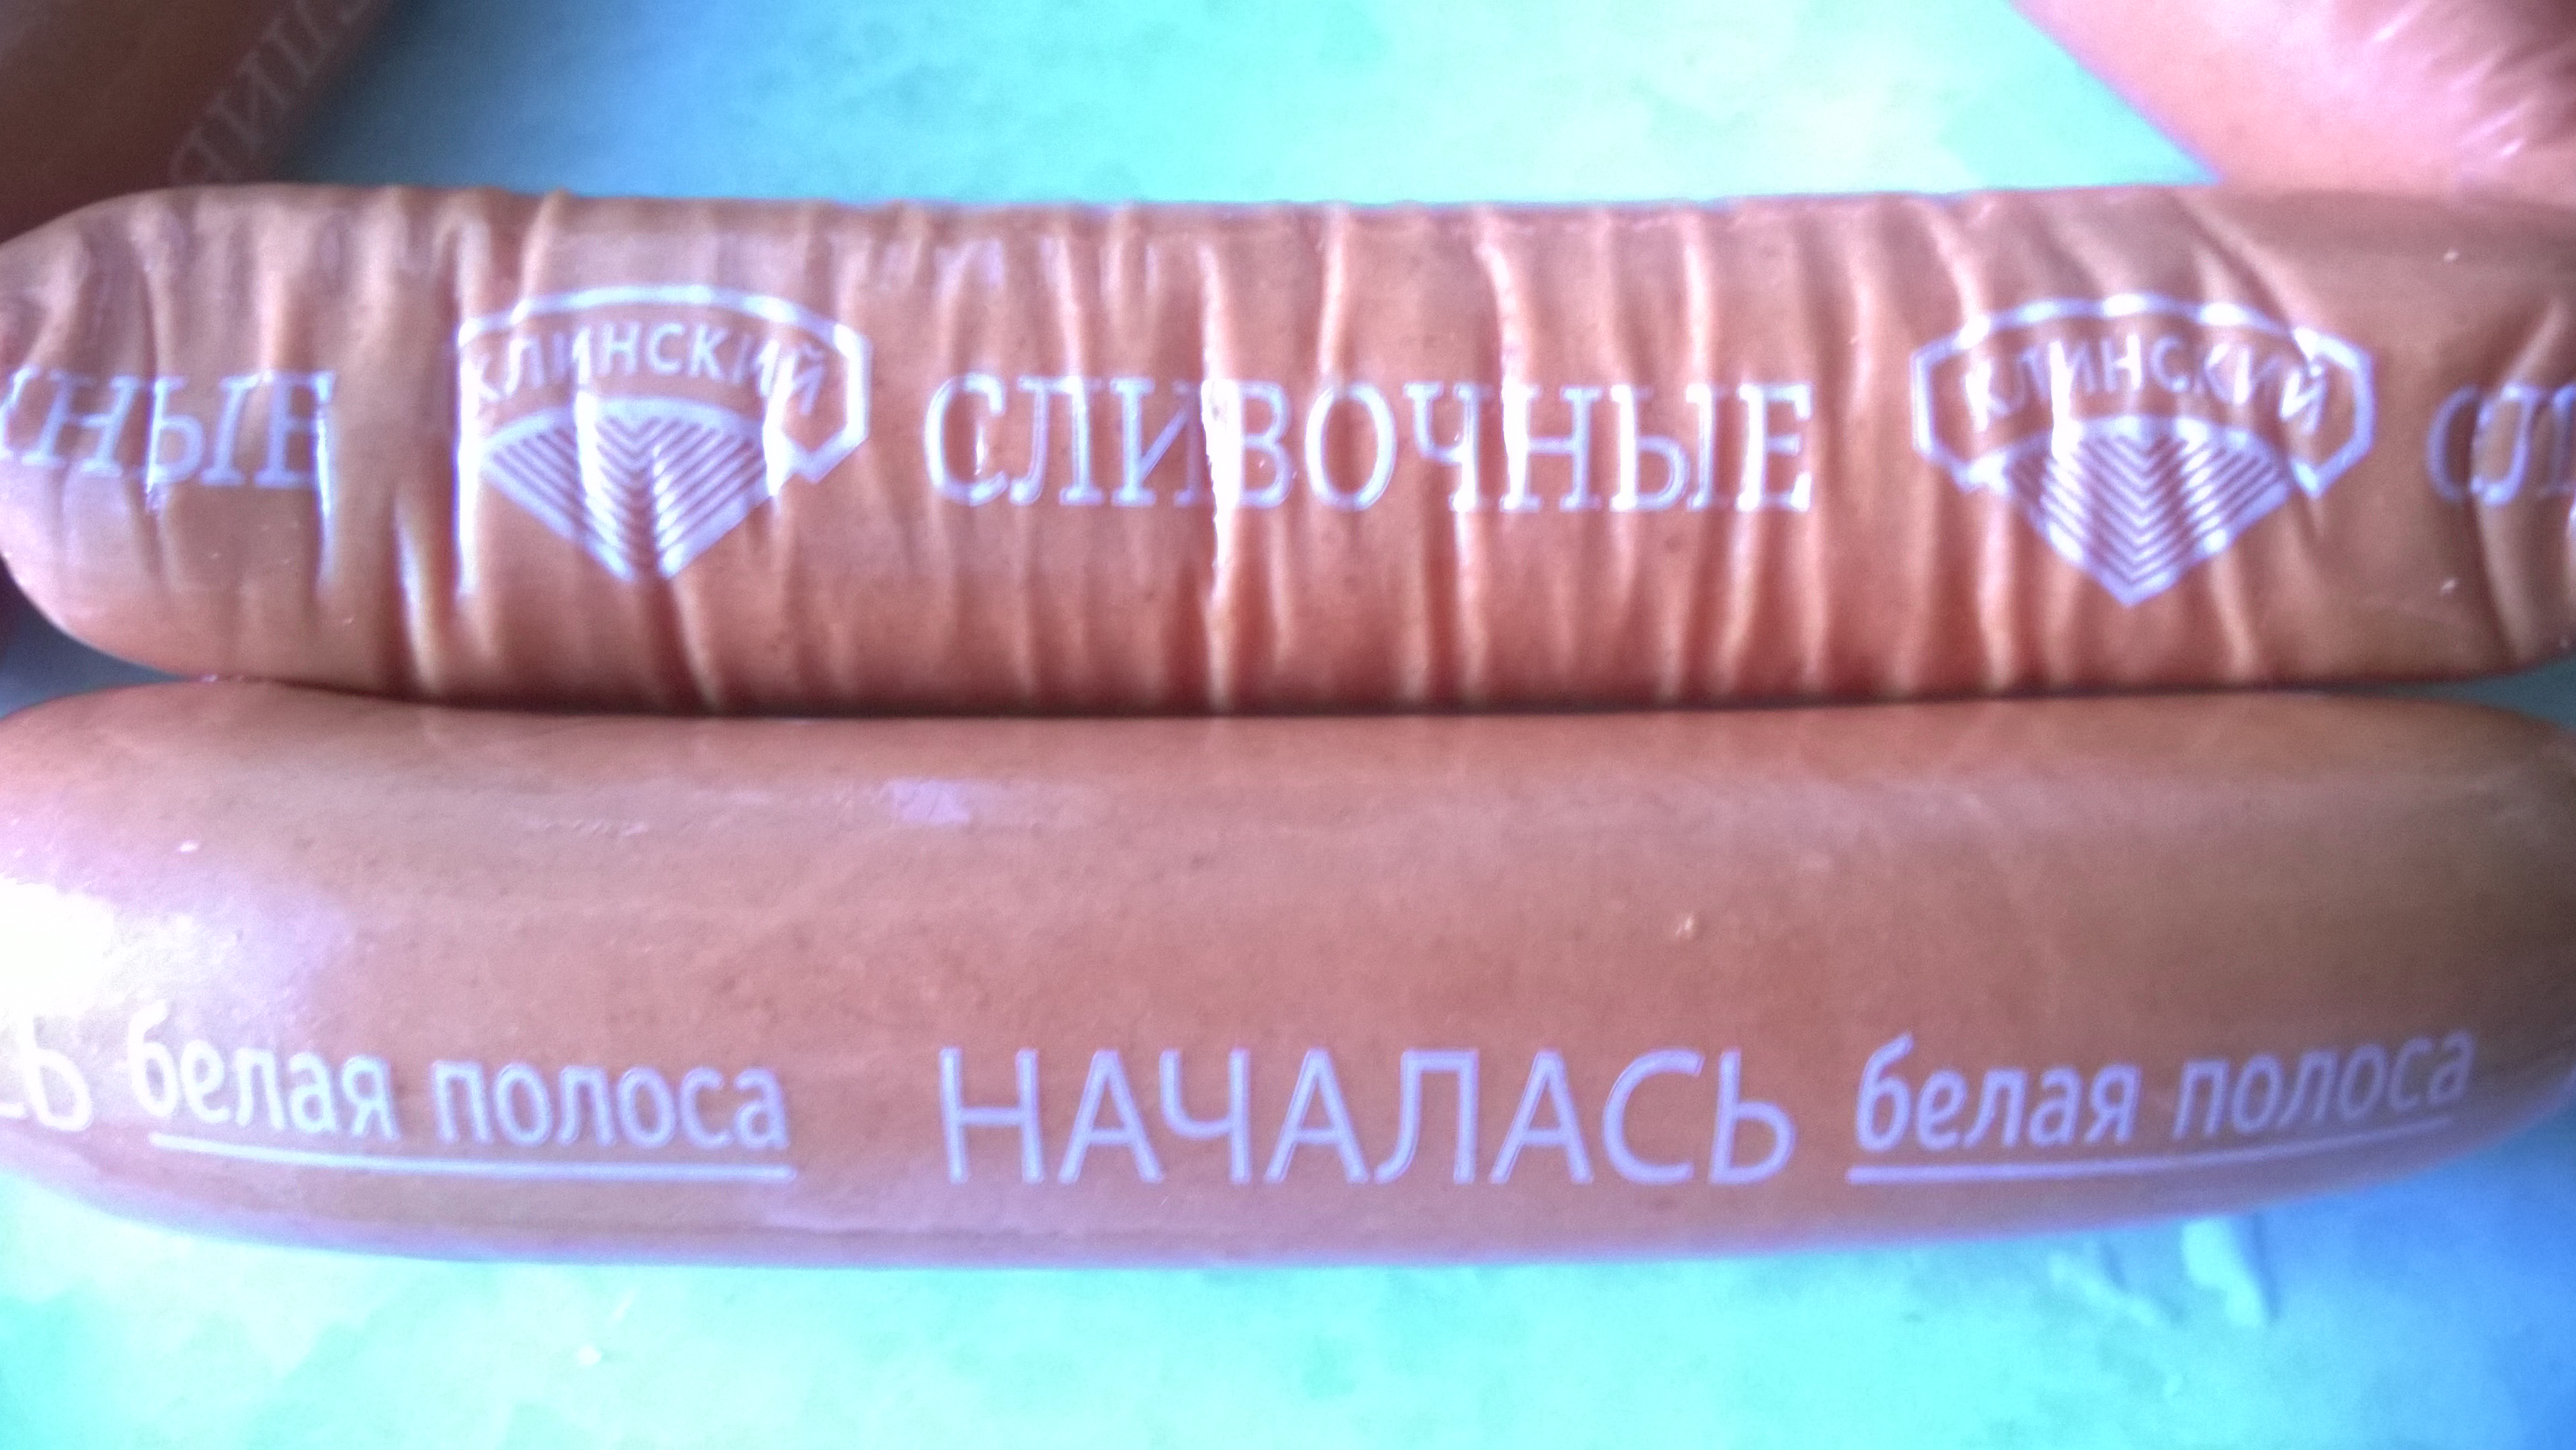 КЛИНСКИЙ СЛИВОЧНЫЕ КЛИНСКИЙ
белая полоса НАЧАЛАСЬ белая полоса